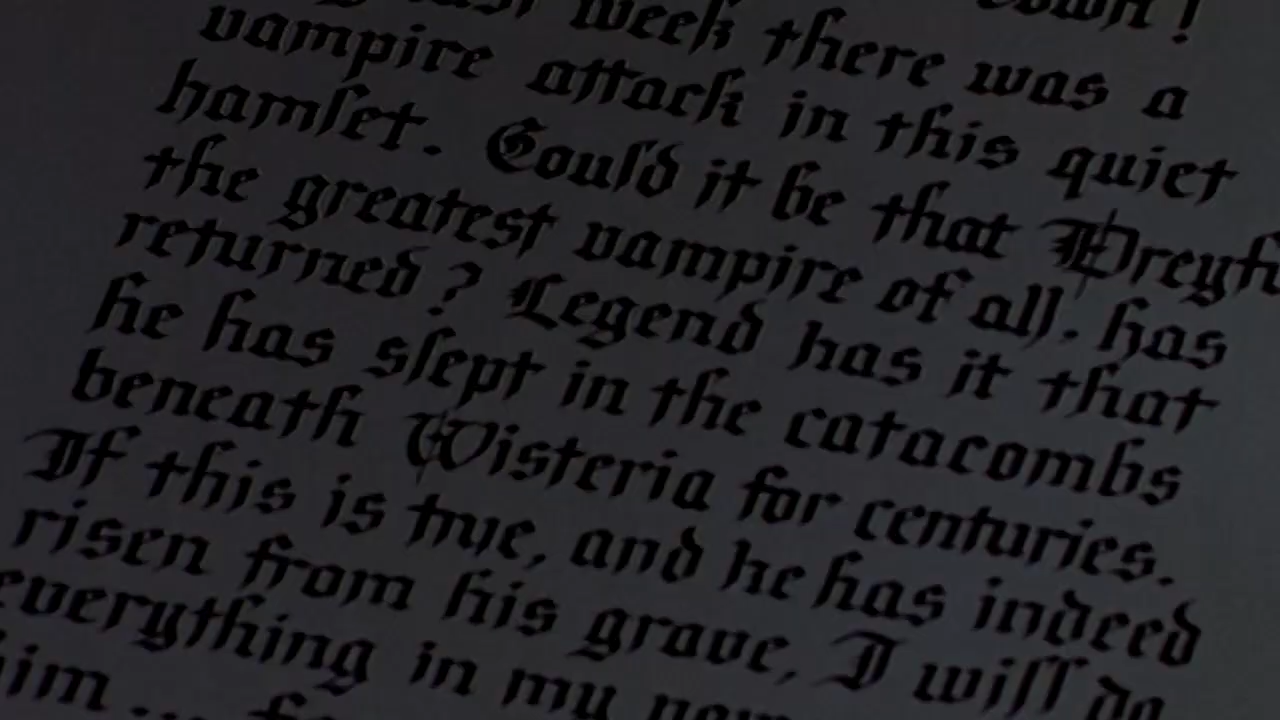 week there was a
vampire attack in this quiet
hamlet. Could it be that
the greatest vampire of all, has
returned? Legend has it that
he has slept in the catacombs
beneath Wisteria for centuries.
If this is true, and he has indeed
risen from his grave, I will do
everything in my